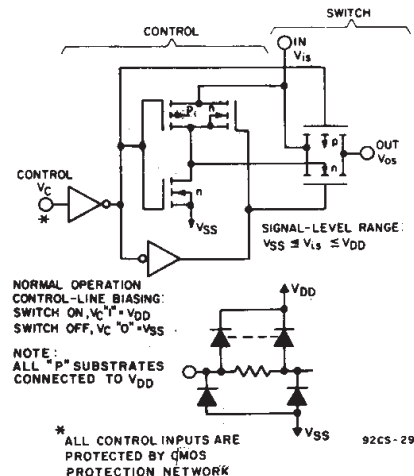 SWITCH
CONTROL
IN
Vis
p
n
p
n
OUT
Vos
CONTROL
VC
*
n
VSS
SIGNAL-LEVEL RANGE:
VSS ≤ Vis ≤ VDD
NORMAL OPERATION
CONTROL-LINE BIASING:
SWITCH ON, VC "1" = VDD
SWITCH OFF, VC "0" = VSS
NOTE:
ALL "P" SUBSTRATES
CONNECTED TO VDD
VDD
VSS
* ALL CONTROL INPUTS ARE
PROTECTED BY CMOS
PROTECTION NETWORK
92CS-29